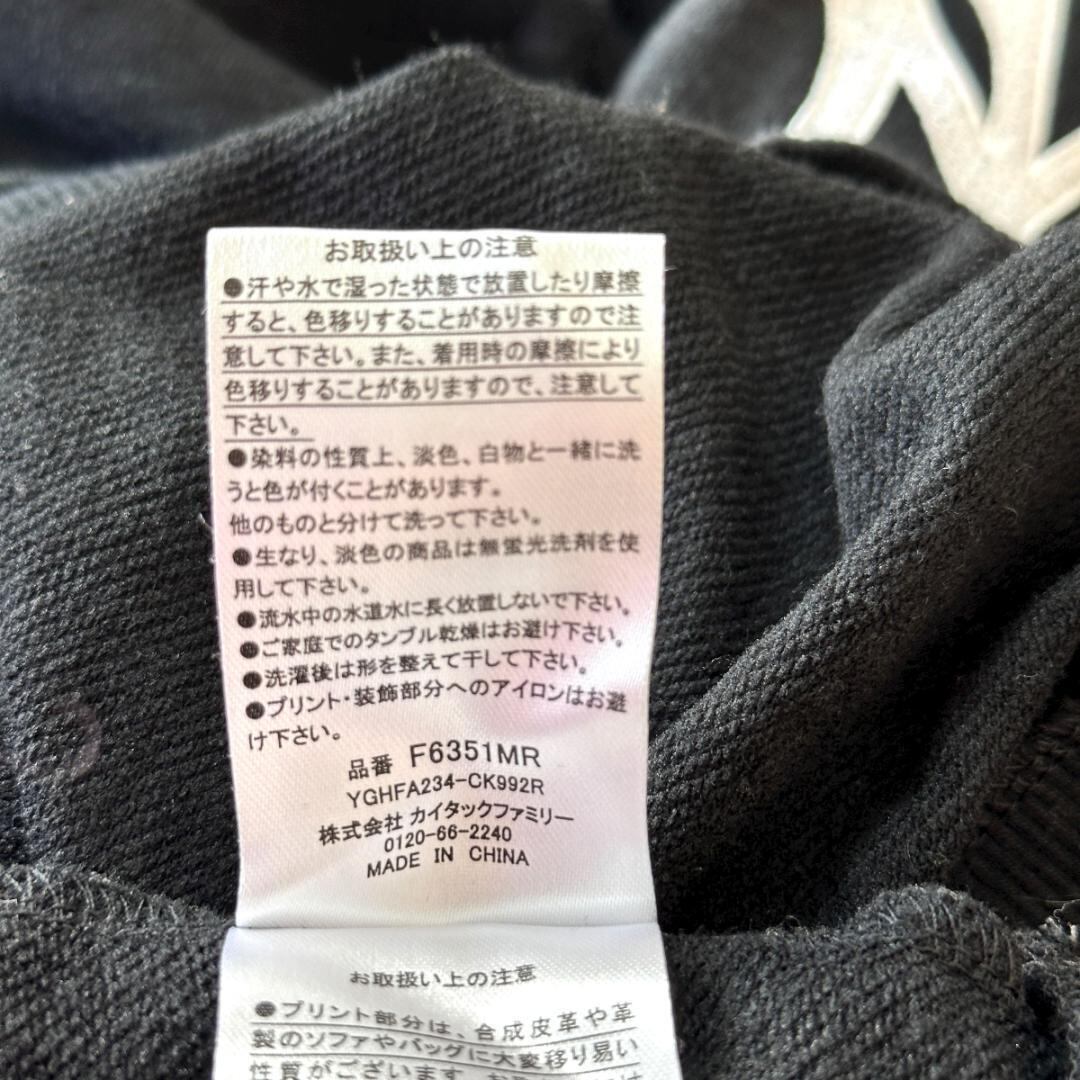 お取扱い上の注意
●汗や水で湿った状態で放置したり摩擦
すると、色移りすることがありますので注
意して下さい。また、着用時の摩擦により
色移りすることがありますので、注意して
下さい。
●染料の性質上、淡色、白物と一緒に洗
うと色が付くことがあります。
他のものと分けて洗って下さい。
●生なり、淡色の商品は無蛍光洗剤を使
用して下さい。
●流水中の水道水に長く放置しないで下さい。
●ご家庭でのタンブル乾燥はお避け下さい。
●洗濯後は形を整えて干して下さい。
●プリント・装飾部分へのアイロンはお避
け下さい。
品番 F6351MR
YGHFA234-CK992R
株式会社 カイタックファミリー
0120-66-2240
MADE IN CHINA
お取扱い上の注意
●プリント部分は、合成皮革や革
製のソファやバッグに大変移り易い
性質がございます。